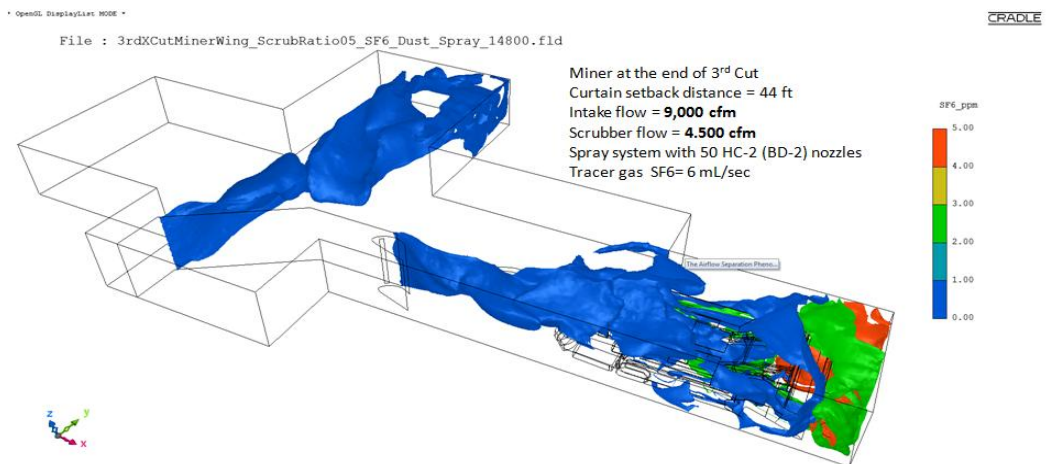 * OpenGL DisplayList MODE *
CRADLE
File : 3rdXCutMinerWing_ScrubRatio05_SF6_Dust_Spray_14800.fld
Miner at the end of 3rd Cut
Curtain setback distance = 44 ft
Intake flow = 9,000 cfm
Scrubber flow = 4.500 cfm
Spray system with 50 HC-2 (BD-2) nozzles
Tracer gas  SF6= 6 mL/sec
SF6_ppm
5.00
4.00
3.00
2.00
1.00
0.00
The Airflow Separation Pheno...
z
y
x